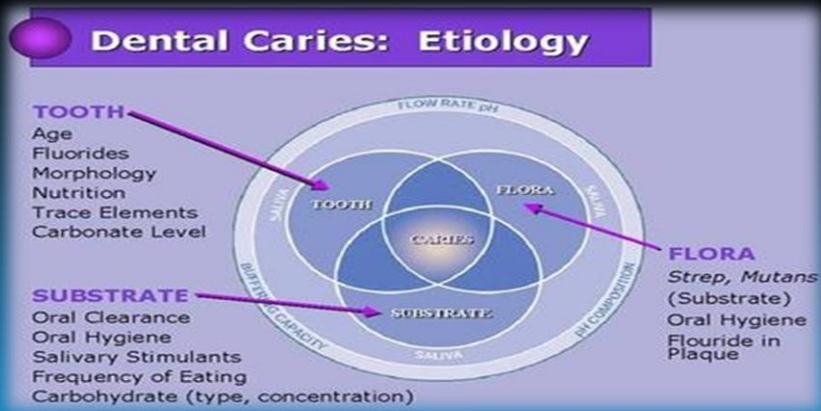 Dental Caries: Etiology
TOOTH
Age
Fluorides
Morphology
Nutrition
Trace Elements
Carbonate Level
SUBSTRATE
Oral Clearance
Oral Hygiene
Salivary Stimulants
Frequency of Eating
Carbohydrate (type, concentration)
FLOW RATE pH
SALIVA
TOOTH
FLORA
SALIVA
CARIES
SUBSTRATE
BUFFERING CAPACITY
SALIVA
PH COMPOSITION
FLORA
Strep, Mutans
(Substrate)
Oral Hygiene
Flouride in
Plaque